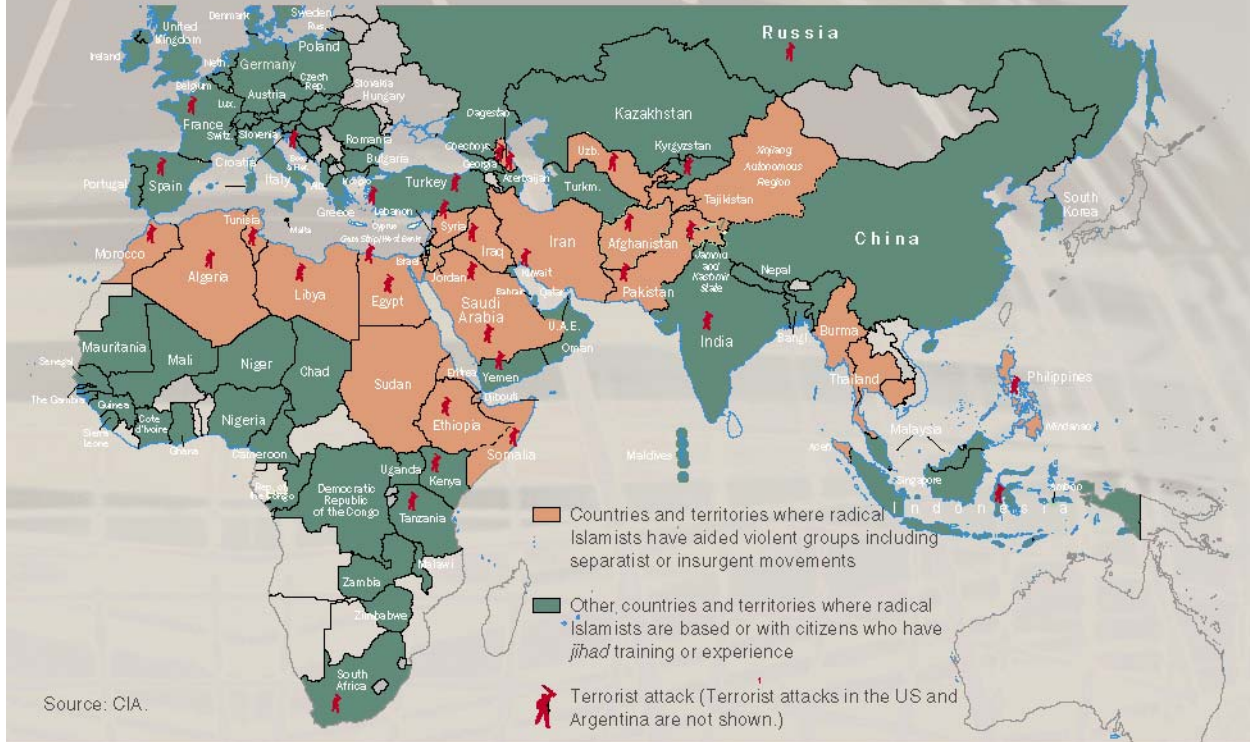 Denmark
Sweden
Rus.
United
Kingdom
Ireland
Neth.
Poland
Germany
Belgium
Lux.
Czech
Rep.
Slovakia
Austria
Hungary
France
Switz.
Slovenia
Romania
Croatia
Bulgaria
Portugal
Spain
Italy
Alb.
Greece
Turkey
Malta
Cyprus
Lebanon
Russia
Kazakhstan
Dagestan
Chechnya
Georgia
Azerbaijan
Uzb.
Kyrgyzstan
Turkm.
Tajikistan
Autonomous
Region
South
Korea
China
Morocco
Tunisia
Algeria
Libya
Egypt
Israel
Syria
Jordan
Iraq
Iran
Kuwait
Bahrain
Qatar
Saudi
Arabia
U.A.E.
Oman
Yemen
Afghanistan
Pakistan
Jammu
and
Kashmir
State
Nepal
India
Bangl.
Burma
Thailand
Philippines
Mindanao
Malaysia
Aceh
Singapore
Indonesia
Maldives
Mauritania
Mali
Niger
Chad
Sudan
Eritrea
Djibouti
Ethiopia
Somalia
Senegal
The Gambia
Guinea
Sierra
Leone
Cote
d'Ivoire
Ghana
Nigeria
Cameroon
Rep. of
the Congo
Democratic
Republic
of the Congo
Uganda
Kenya
Tanzania
Malawi
Zambia
Zimbabwe
South
Africa
Countries and territories where radical
Islamists have aided violent groups including
separatist or insurgent movements
Other countries and territories where radical
Islamists are based or with citizens who have
jihad training or experience
Terrorist attack (Terrorist attacks in the US and
Argentina are not shown.)
Source: CIA.